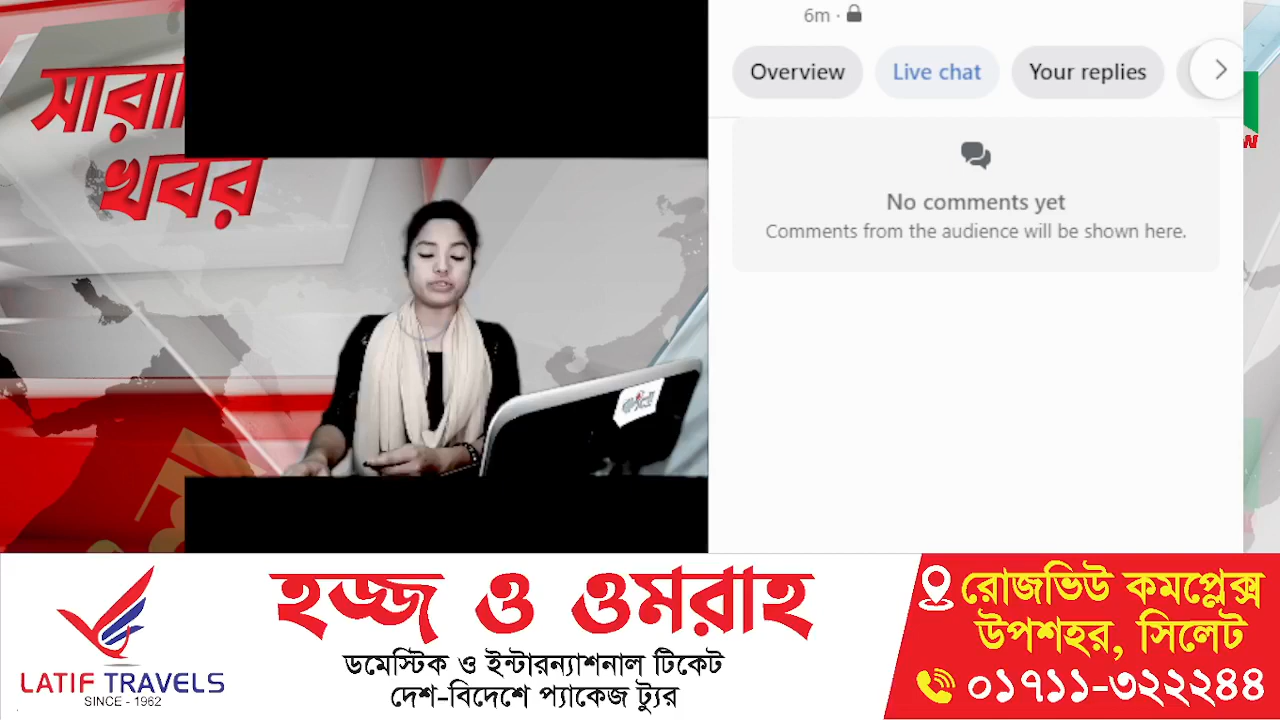 6m ·
Overview
Live chat
Your replies
খবর
No comments yet
Comments from the audience will be shown here.
হজ্জ ও ওমরাহ
ডমেস্টিক ও ইন্টারন্যাশনাল টিকেট
দেশ-বিদেশে প্যাকেজ ট্যুর
LATIF TRAVELS
SINCE - 1962
রোজভিউ কমপ্লেক্স
উপশহর, সিলেট
০১৭১১-৩২২২৪৪